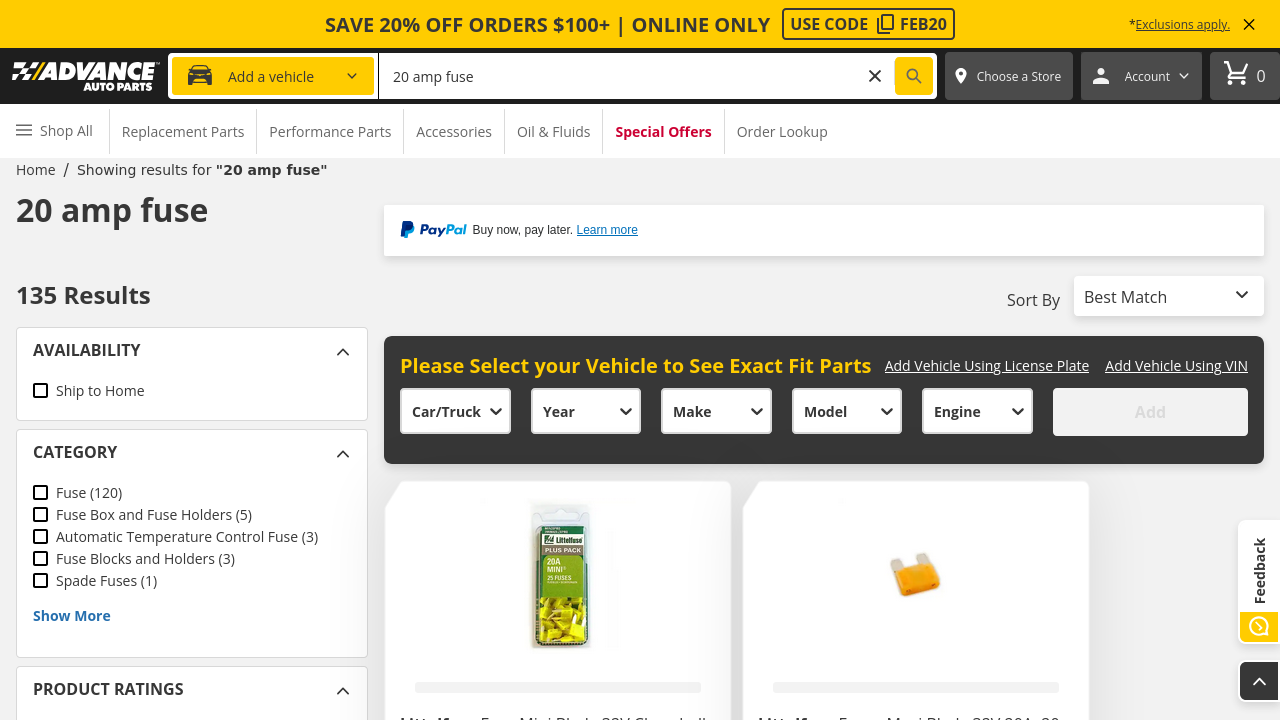 SAVE 20% OFF ORDERS $100+ | ONLINE ONLY USE CODE FEB20
*Exclusions apply.
ADVANCE
AUTO PARTS
Add a vehicle
20 amp fuse
Choose a Store
Account
0
Shop All
Replacement Parts
Performance Parts
Accessories
Oil & Fluids
Special Offers
Order Lookup
Home / Showing results for "20 amp fuse"
20 amp fuse
PayPal Buy now, pay later. Learn more
135 Results
Sort By
Best Match
AVAILABILITY
Ship to Home
CATEGORY
Fuse (120)
Fuse Box and Fuse Holders (5)
Automatic Temperature Control Fuse (3)
Fuse Blocks and Holders (3)
Spade Fuses (1)
Show More
PRODUCT RATINGS
Please Select your Vehicle to See Exact Fit Parts
Add Vehicle Using License Plate
Add Vehicle Using VIN
Car/Truck
Year
Make
Model
Engine
Add
Littelfuse
PLUS PACK
20A
MINI
25 FUSES
Feedback